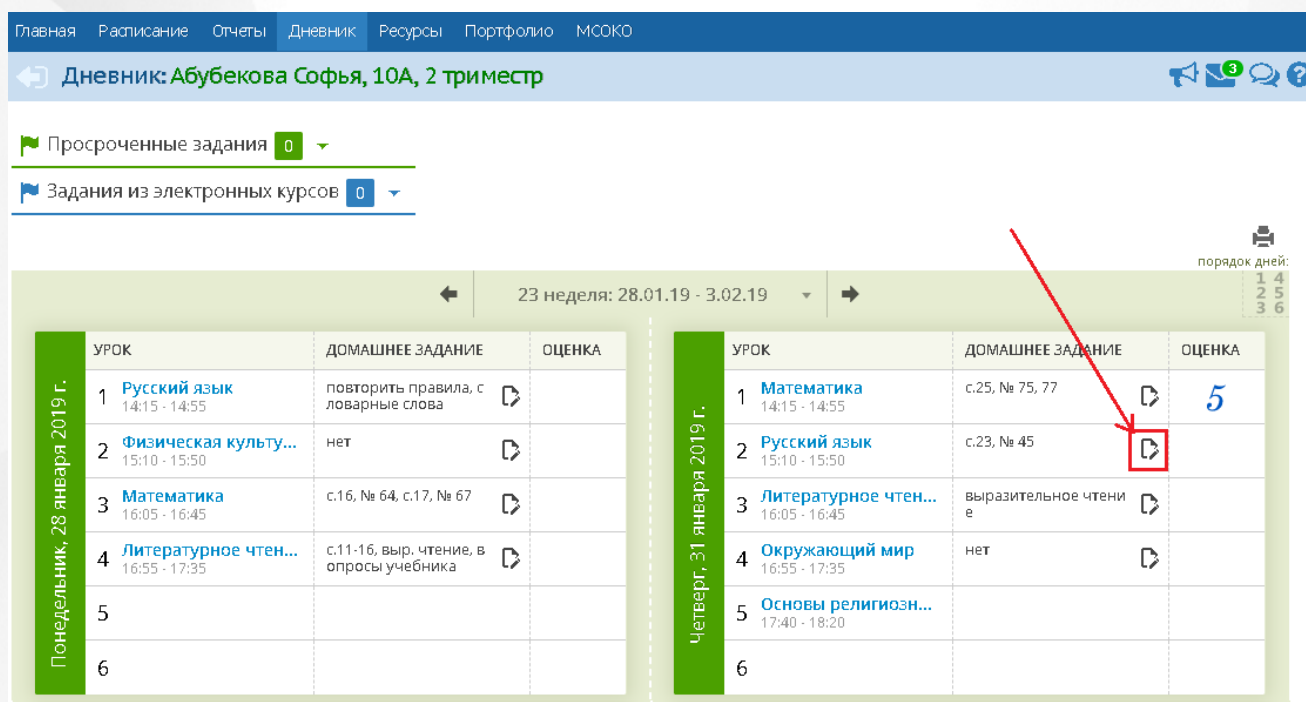 Главная Расписание Отчеты Дневник Ресурсы Портфолио МСОКО
Дневник: Абубекова Софья, 10А, 2 триместр
3
?
Просроченные задания 0
Задания из электронных курсов 0
порядок дней:
1 4
2 5
3 6
23 неделя: 28.01.19 - 3.02.19
Понедельник, 28 января 2019 г.
УРОК ДОМАШНЕЕ ЗАДАНИЕ ОЦЕНКА
1 Русский язык повторить правила, с
14:15 - 14:55 ловарные слова
2 Физическая культу... нет
15:10 - 15:50
3 Математика с.16, № 64, с.17, № 67
16:05 - 16:45
4 Литературное чтен... с.11-16, выр. чтение, в
16:55 - 17:35 опросы учебника
5
6
Четверг, 31 января 2019 г.
УРОК ДОМАШНЕЕ ЗАДАНИЕ ОЦЕНКА
1 Математика с.25, № 75, 77 5
14:15 - 14:55
2 Русский язык с.23, № 45
15:10 - 15:50
3 Литературное чтен... выразительное чтени
16:05 - 16:45 е
4 Окружающий мир нет
16:55 - 17:35
5 Основы религиозн...
17:40 - 18:20
6